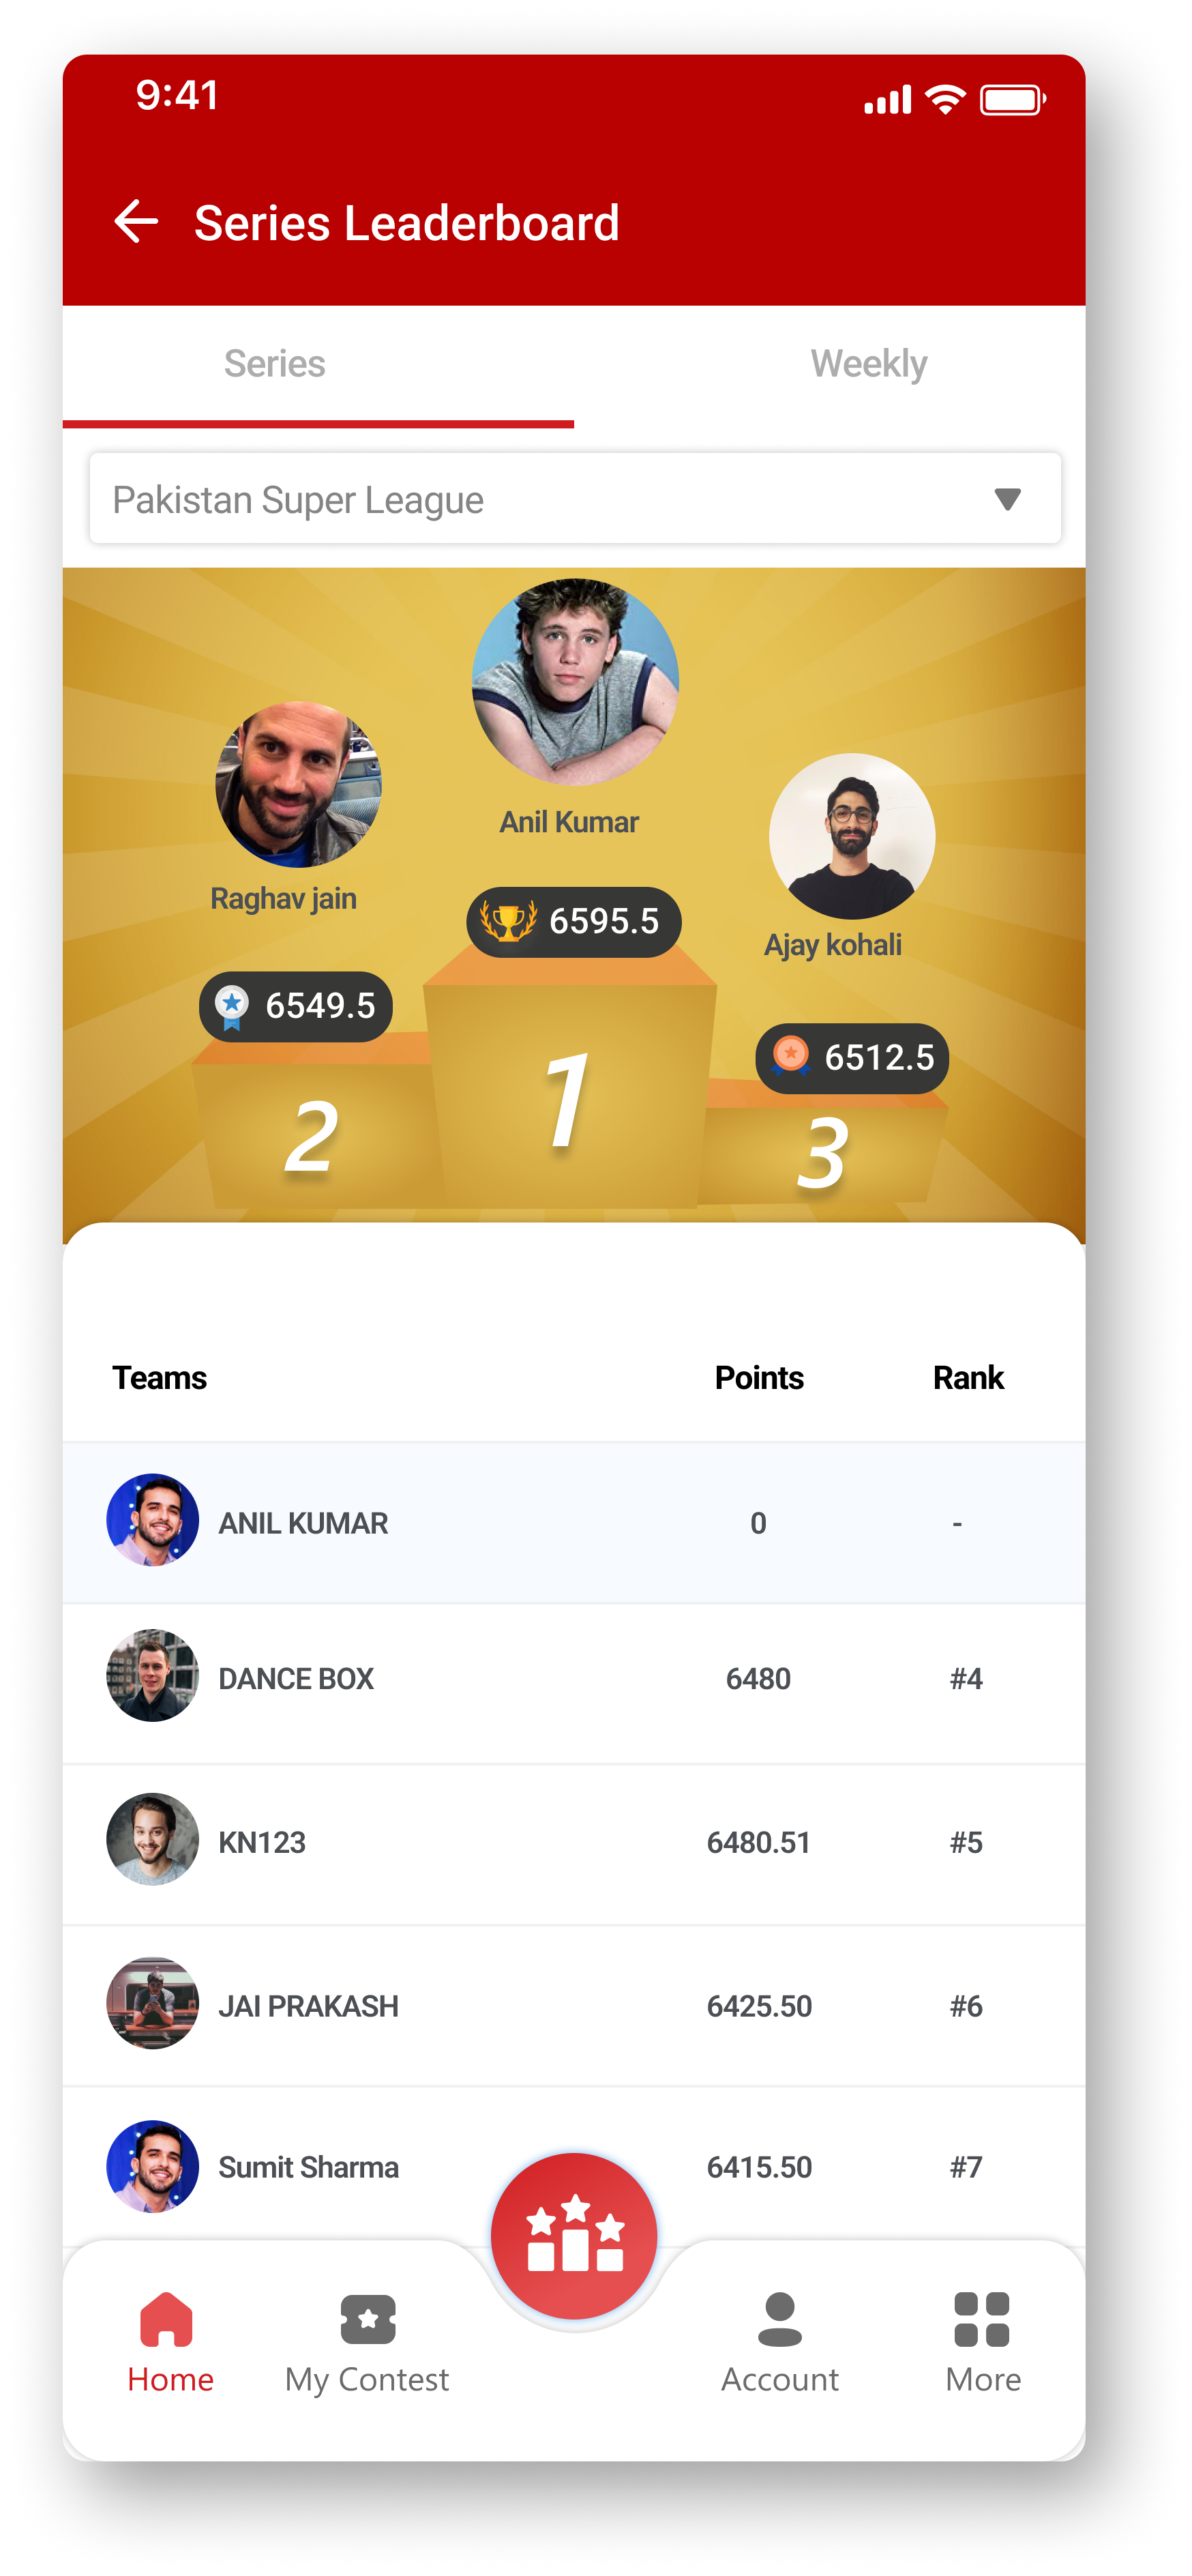 9:41
Series Leaderboard
Series Weekly
Pakistan Super League
Anil Kumar
Raghav jain
6595.5
Ajay kohali
6549.5
6512.5
1
2
3
Teams Points Rank
ANIL KUMAR 0 -
DANCE BOX 6480 #4
KN123 6480.51 #5
JAI PRAKASH 6425.50 #6
Sumit Sharma 6415.50 #7
Home My Contest Account More